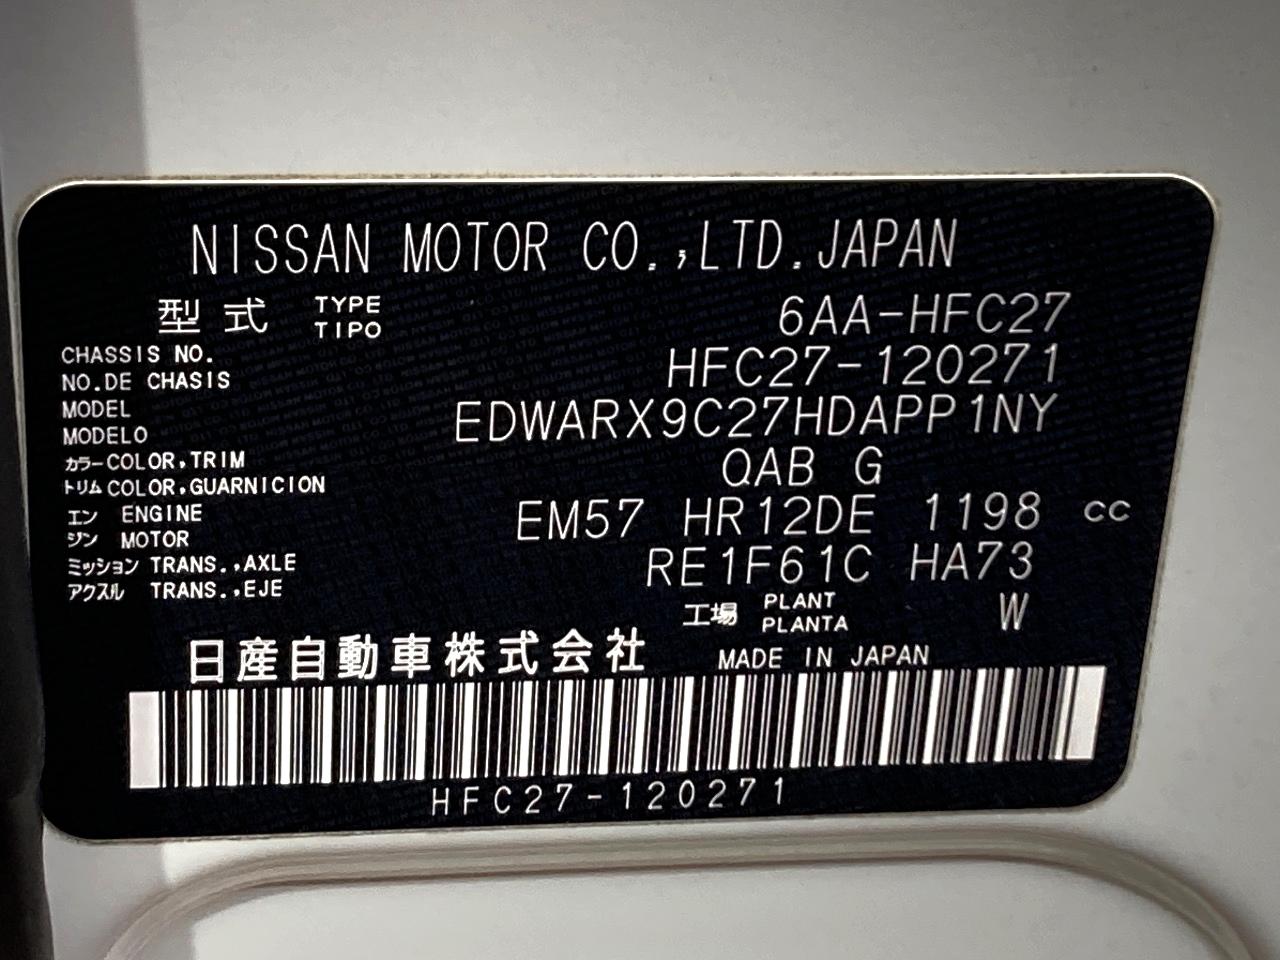 NISSAN MOTOR CO.,LTD.JAPAN
型式 TYPE TIPO 6AA-HFC27
CHASSIS NO. NO.DE CHASIS HFC27-120271
MODEL MODELO EDWARX9C27HDAPP1NY
カラー COLOR,TRIM トリム COLOR,GUARNICION QAB G
エンジン ENGINE MOTOR EM57 HR12DE 1198 cc
ミッション TRANS.,AXLE アクスル TRANS.,EJE RE1F61C HA73
工場 PLANT PLANTA W
日産自動車株式会社 MADE IN JAPAN
HFC27-120271